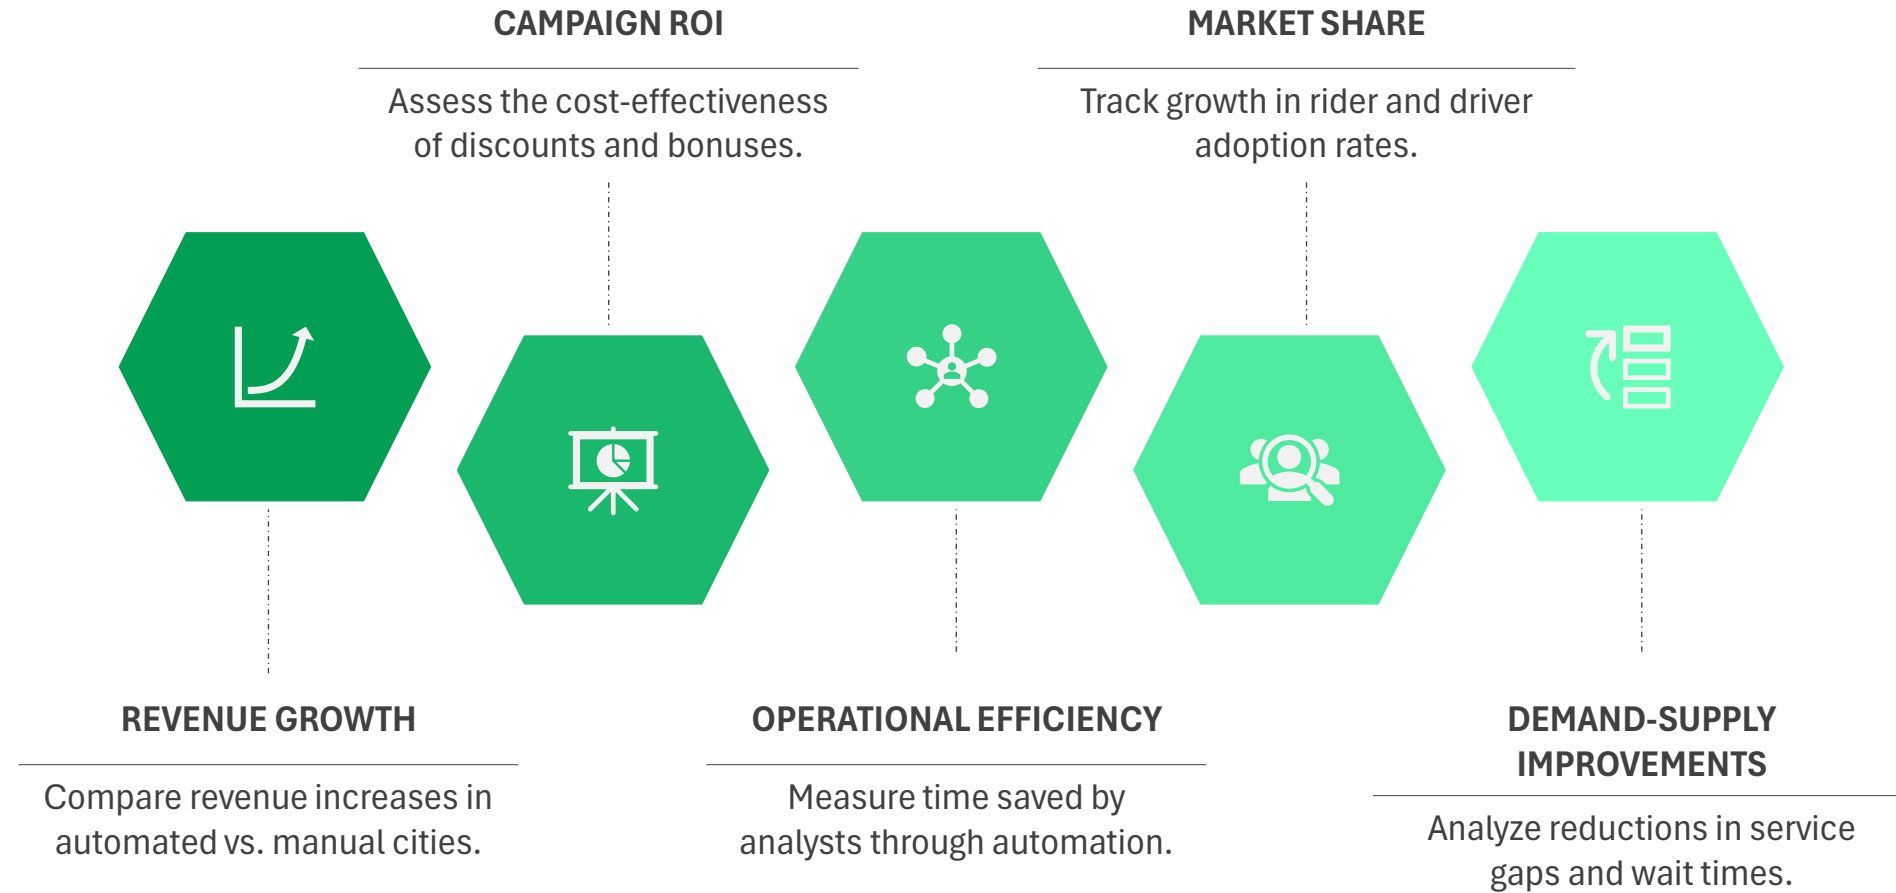 CAMPAIGN ROI
Assess the cost-effectiveness
of discounts and bonuses.
MARKET SHARE
Track growth in rider and driver
adoption rates.
REVENUE GROWTH
Compare revenue increases in
automated vs. manual cities.
OPERATIONAL EFFICIENCY
Measure time saved by
analysts through automation.
DEMAND-SUPPLY
IMPROVEMENTS
Analyze reductions in service
gaps and wait times.